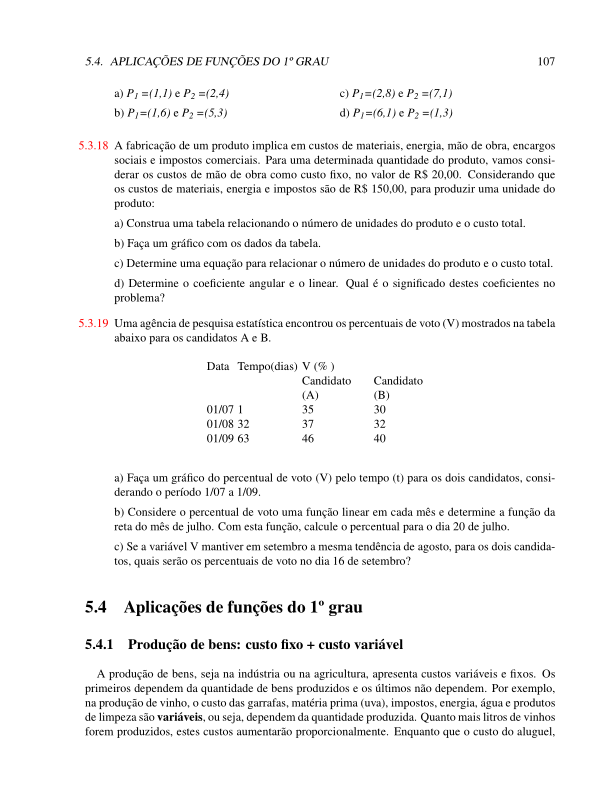 5.4. APLICAÇÕES DE FUNÇÕES DO 1º GRAU 107
a) P1 =(1,1) e P2 =(2,4) c) P1=(2,8) e P2 =(7,1)
b) P1=(1,6) e P2 =(5,3) d) P1=(6,1) e P2 =(1,3)
5.3.18 A fabricação de um produto implica em custos de materiais, energia, mão de obra, encargos
sociais e impostos comerciais. Para uma determinada quantidade do produto, vamos consi-
derar os custos de mão de obra como custo fixo, no valor de R$ 20,00. Considerando que
os custos de materiais, energia e impostos são de R$ 150,00, para produzir uma unidade do
produto:
a) Construa uma tabela relacionando o número de unidades do produto e o custo total.
b) Faça um gráfico com os dados da tabela.
c) Determine uma equação para relacionar o número de unidades do produto e o custo total.
d) Determine o coeficiente angular e o linear. Qual é o significado destes coeficientes no
problema?
5.3.19 Uma agência de pesquisa estatística encontrou os percentuais de voto (V) mostrados na tabela
abaixo para os candidatos A e B.
Data Tempo(dias) V (% )
Candidato Candidato
(A) (B)
01/07 1 35 30
01/08 32 37 32
01/09 63 46 40
a) Faça um gráfico do percentual de voto (V) pelo tempo (t) para os dois candidatos, consi-
derando o período 1/07 a 1/09.
b) Considere o percentual de voto uma função linear em cada mês e determine a função da
reta do mês de julho. Com esta função, calcule o percentual para o dia 20 de julho.
c) Se a variável V mantiver em setembro a mesma tendência de agosto, para os dois candida-
tos, quais serão os percentuais de voto no dia 16 de setembro?
5.4 Aplicações de funções do 1º grau
5.4.1 Produção de bens: custo fixo + custo variável
A produção de bens, seja na indústria ou na agricultura, apresenta custos variáveis e fixos. Os
primeiros dependem da quantidade de bens produzidos e os últimos não dependem. Por exemplo,
na produção de vinho, o custo das garrafas, matéria prima (uva), impostos, energia, água e produtos
de limpeza são variáveis, ou seja, dependem da quantidade produzida. Quanto mais litros de vinhos
forem produzidos, estes custos aumentarão proporcionalmente. Enquanto que o custo do aluguel,